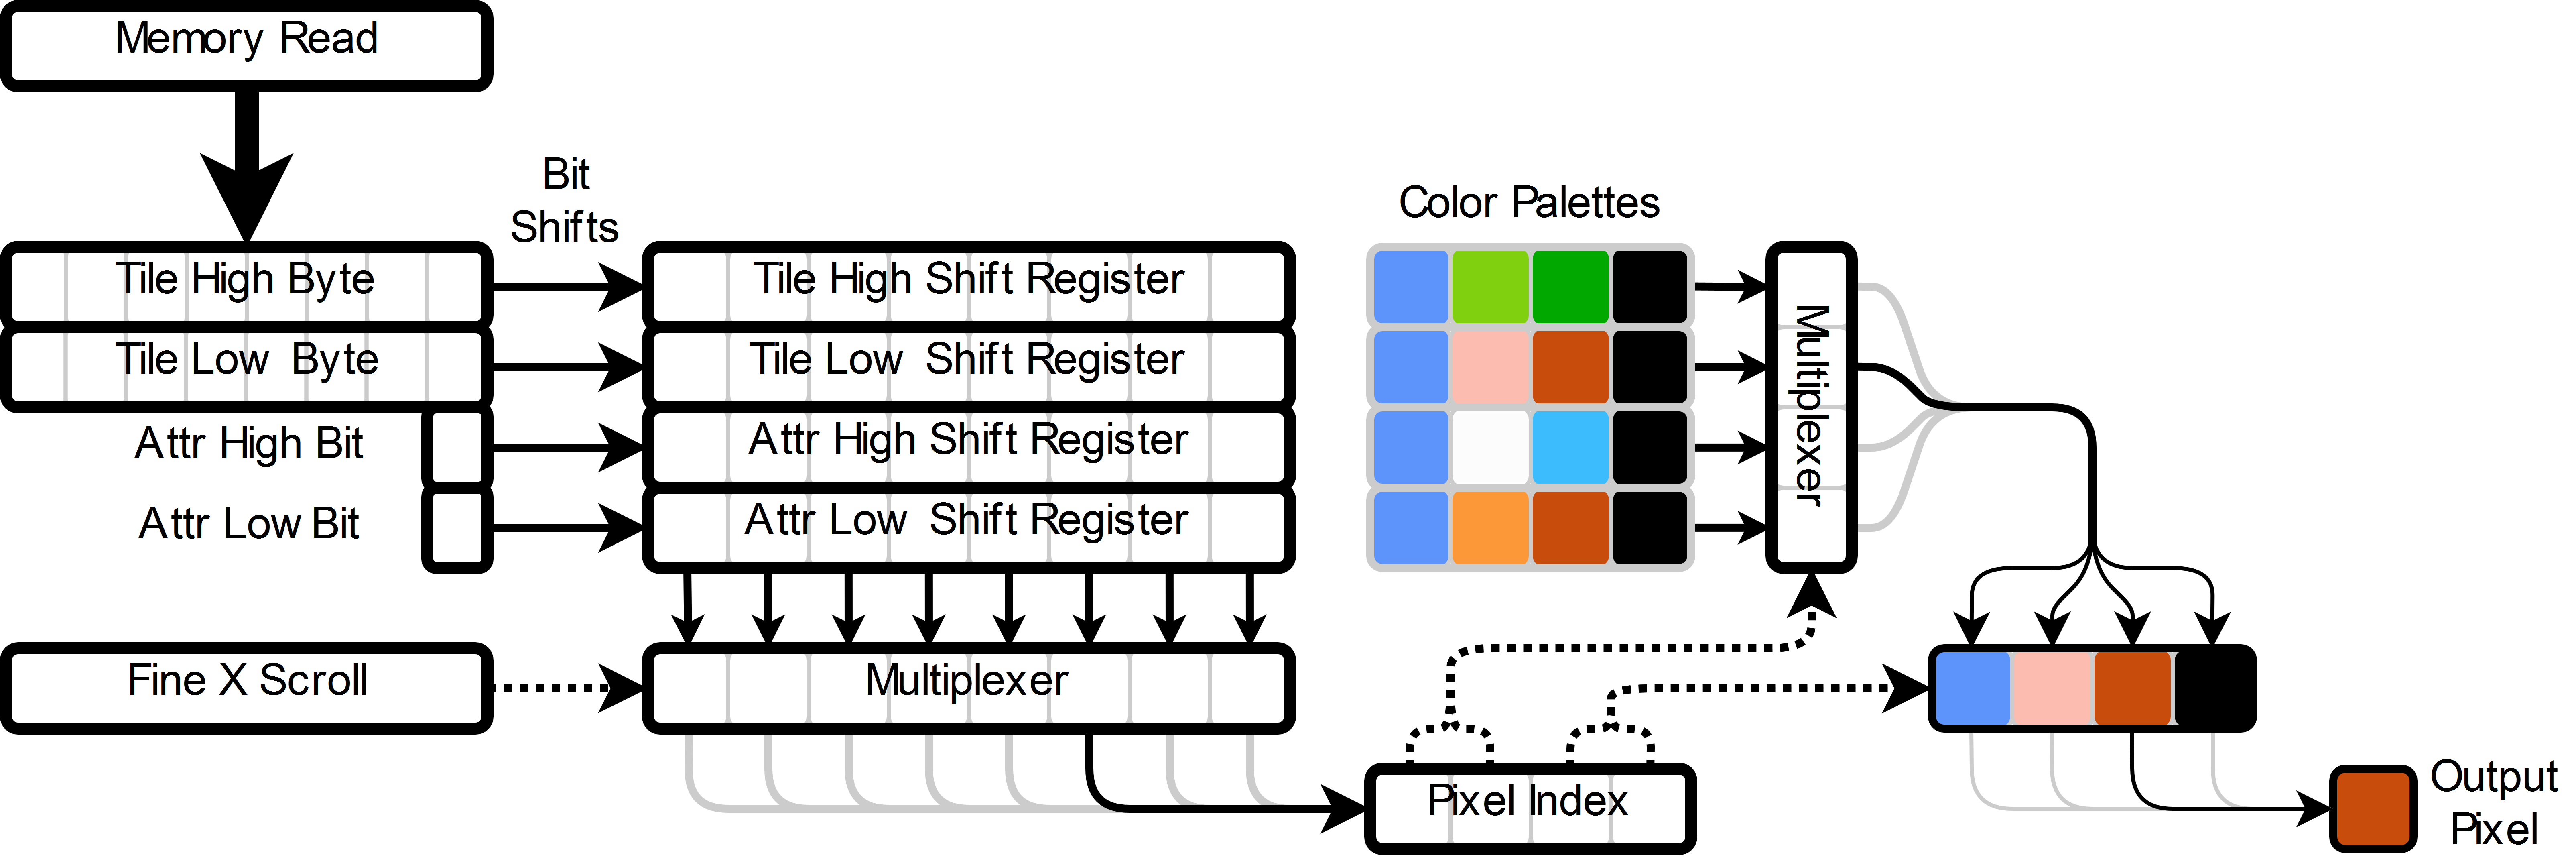 Memory Read
Bit
Shifts
Color Palettes
Tile High Byte
Tile High Shift Register
Tile Low Byte
Tile Low Shift Register
Attr High Bit
Attr High Shift Register
Attr Low Bit
Attr Low Shift Register
Multiplexer
Fine X Scroll
Multiplexer
Pixel Index
Output
Pixel